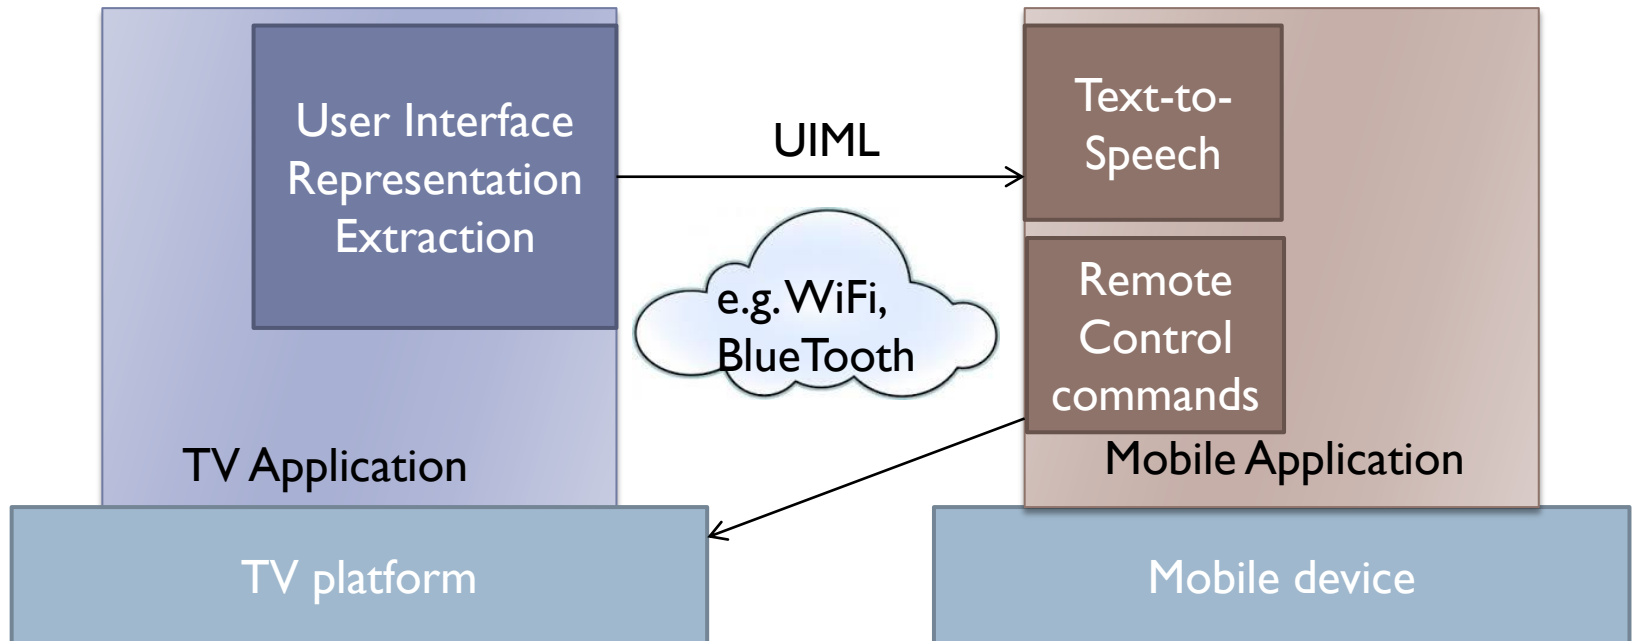 User Interface
Representation
Extraction
TV Application
TV platform
UIML
e.g. WiFi,
BlueTooth
Text-to-
Speech
Remote
Control
commands
Mobile Application
Mobile device